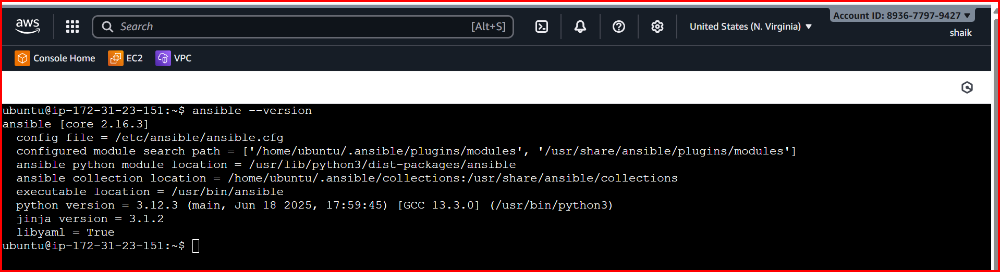 Account ID: 8936-7797-9427
aws Search [Alt+S] United States (N. Virginia)
shaik
Console Home EC2 VPC
ubuntu@ip-172-31-23-151:~$ ansible --version
ansible [core 2.16.3]
config file = /etc/ansible/ansible.cfg
configured module search path = ['/home/ubuntu/.ansible/plugins/modules', '/usr/share/ansible/plugins/modules']
ansible python module location = /usr/lib/python3/dist-packages/ansible
ansible collection location = /home/ubuntu/.ansible/collections:/usr/share/ansible/collections
executable location = /usr/bin/ansible
python version = 3.12.3 (main, Jun 18 2025, 17:59:45) [GCC 13.3.0] (/usr/bin/python3)
jinja version = 3.1.2
libyaml = True
ubuntu@ip-172-31-23-151:~$